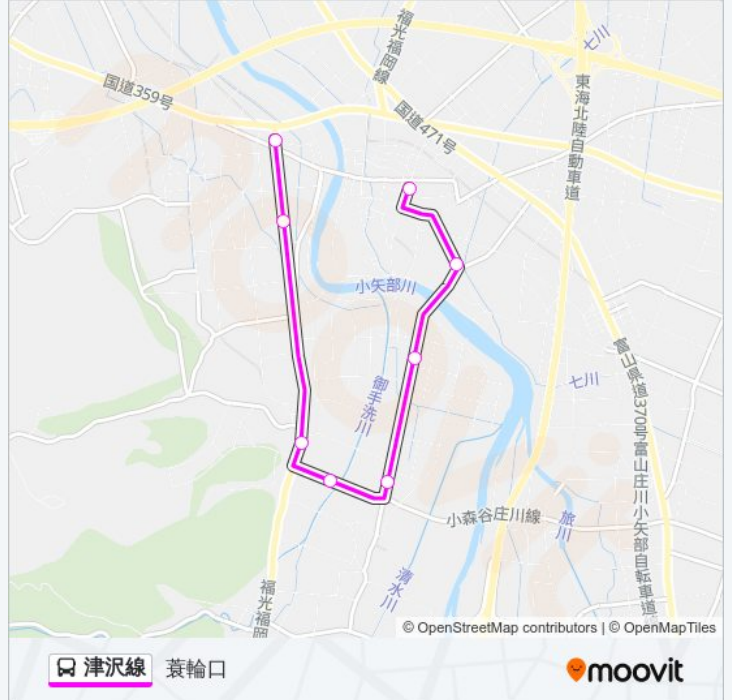 七川
福光福岡線
国道359号
国道471号
東海北陸自動車道
小矢部川
七川
富山県道370号富山庄川小矢部自転車道
御手洗川
小森谷庄川線
旅川
清水川
福光福岡
© OpenStreetMap contributors | © OpenMapTiles
津沢線 蓑輪口
moovit